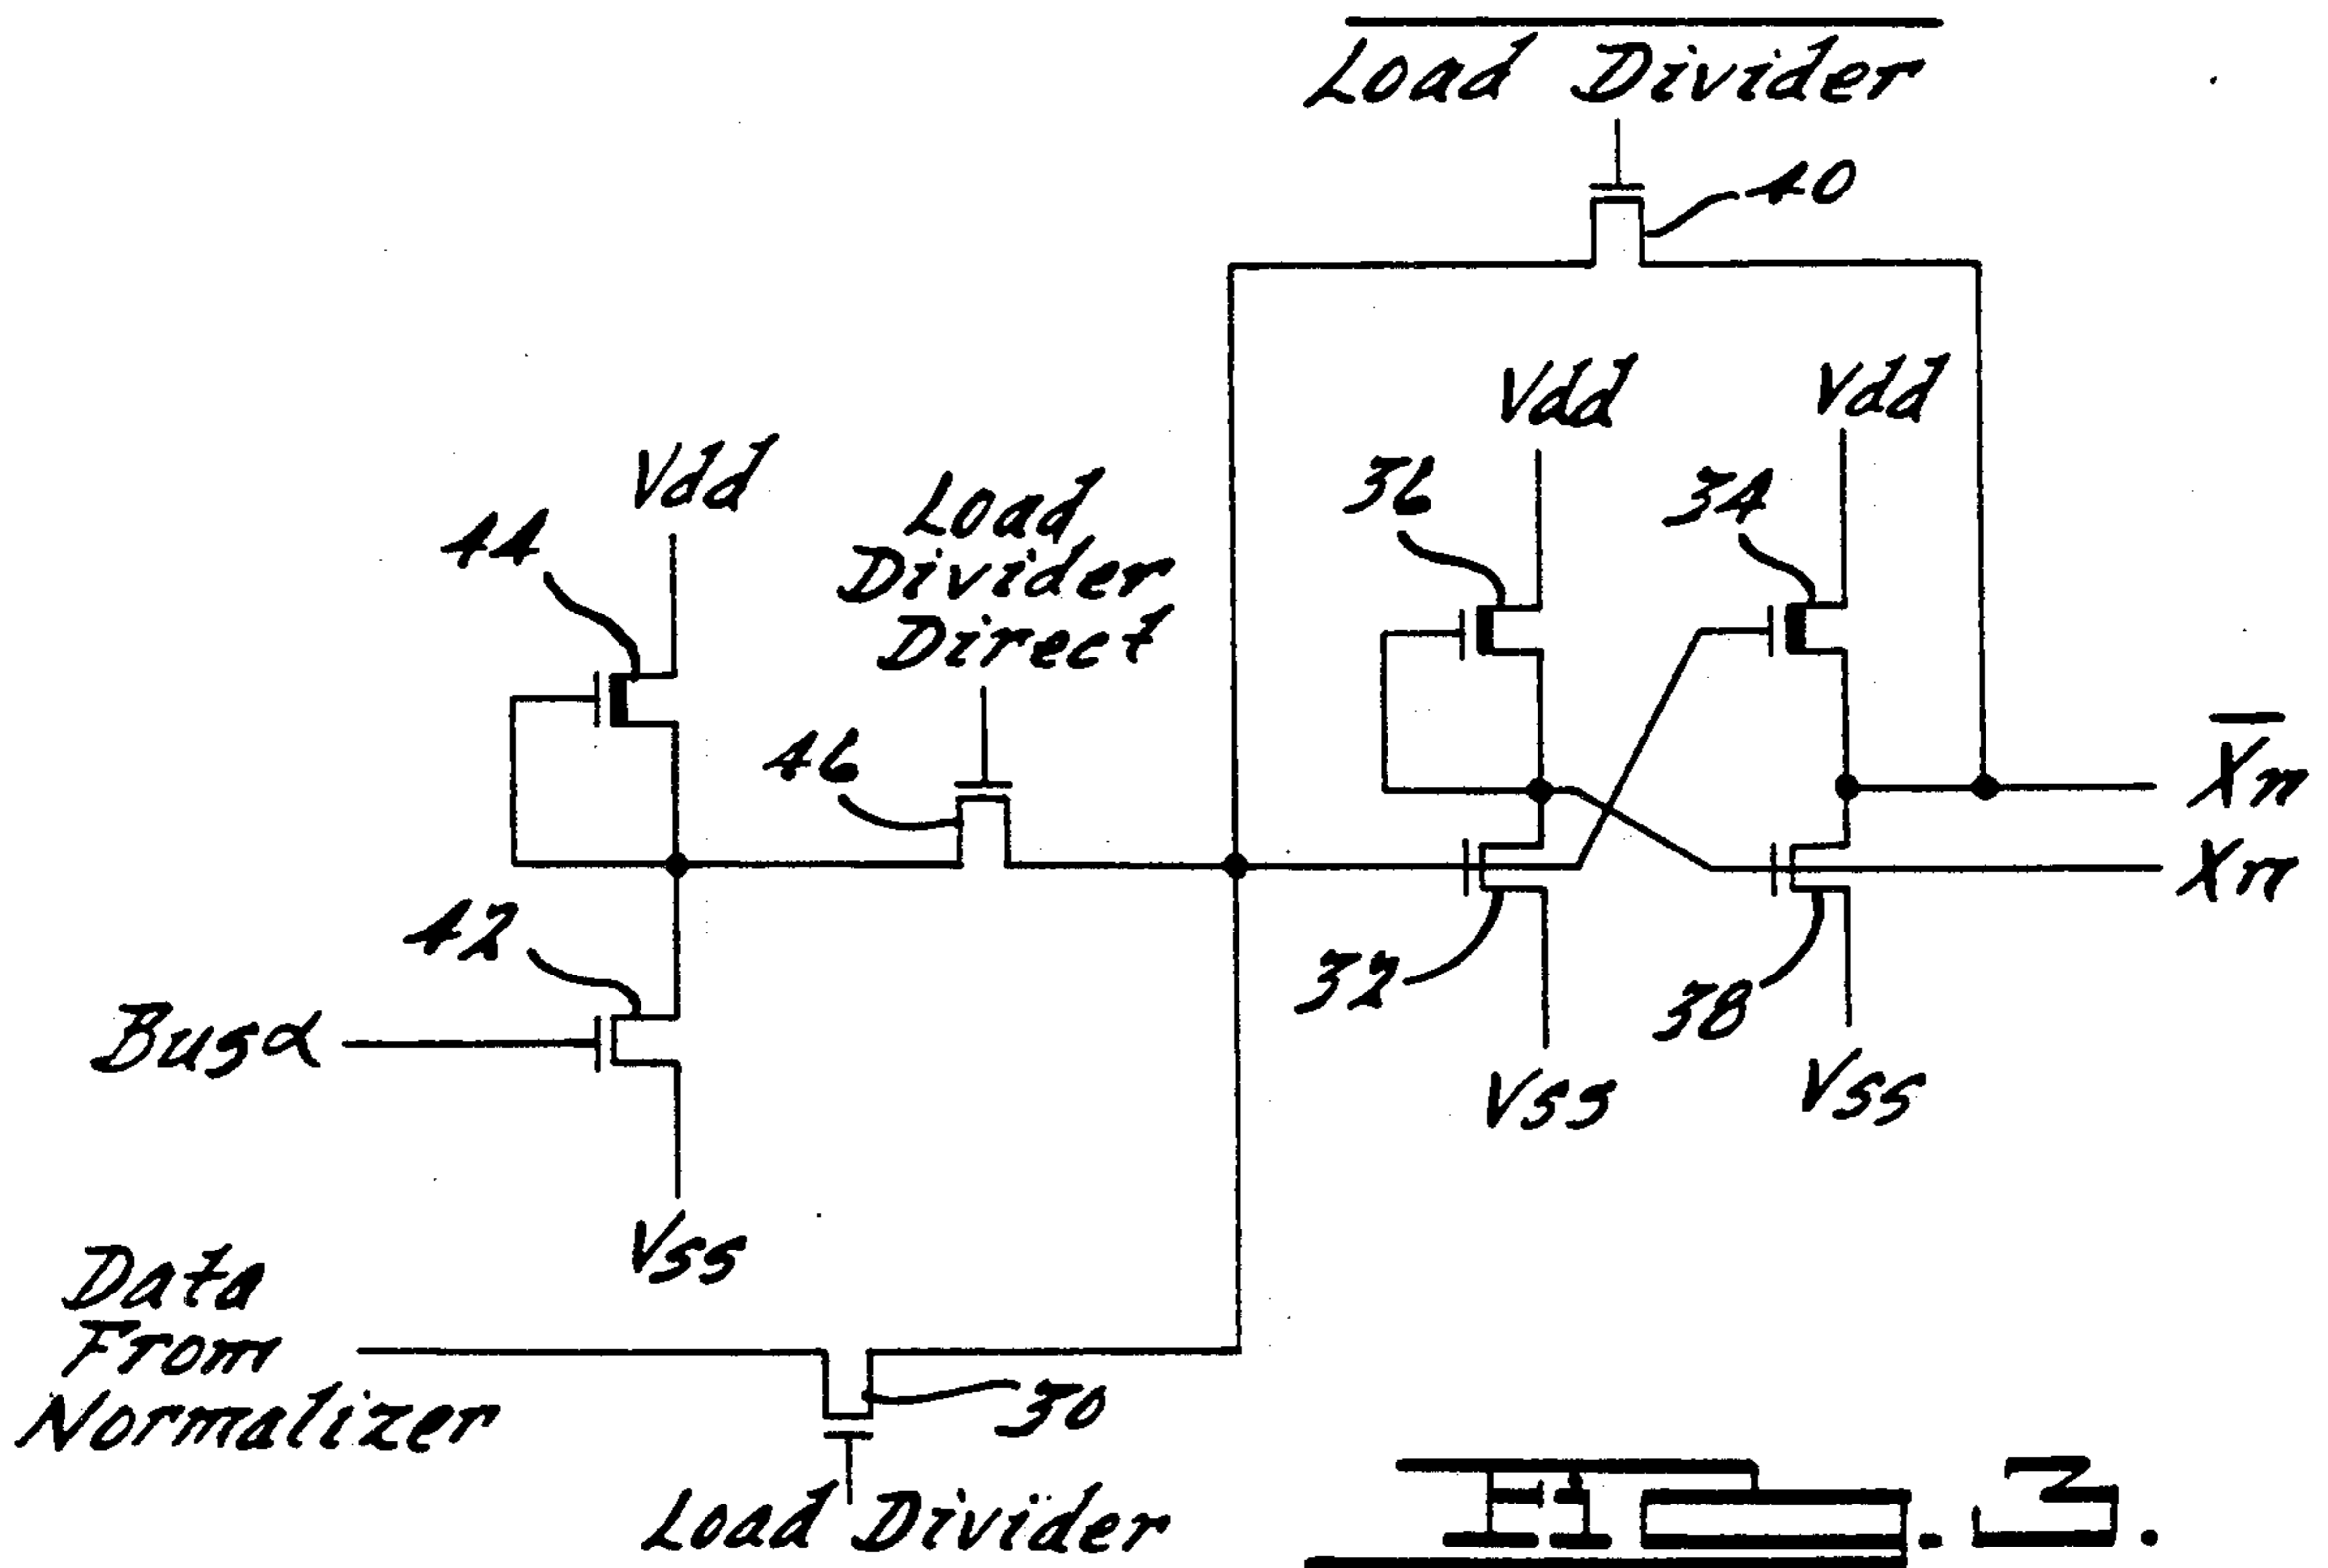 Load Divider
40
Vdd
Vdd
36
34
Vdd
44
Load
Divider
Direct
46
X̅n
Xn
42
32
38
Busα
Vss
Vss
Vss
Data
From
Normalizer
30
Load Divider
FIG. 3.